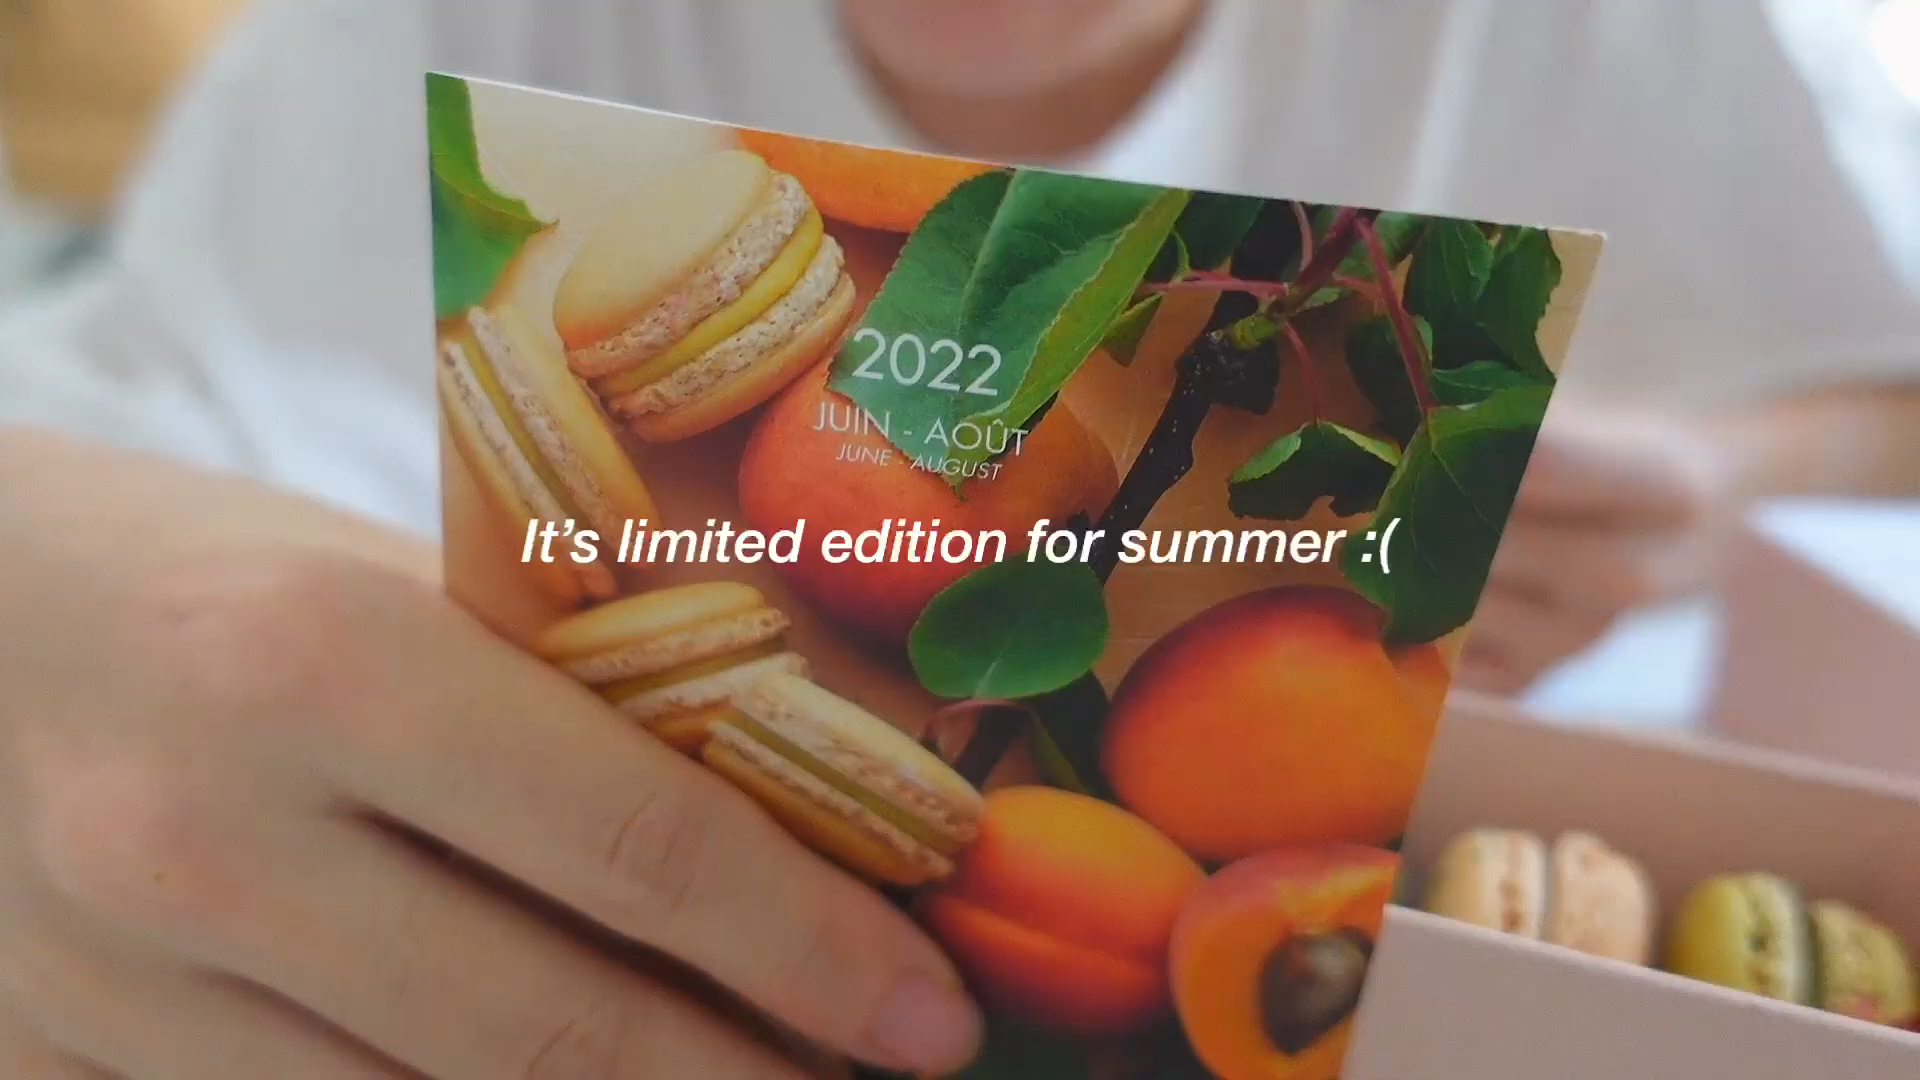 2022
JUIN - AOÛT
JUNE - AUGUST
It’s limited edition for summer :(